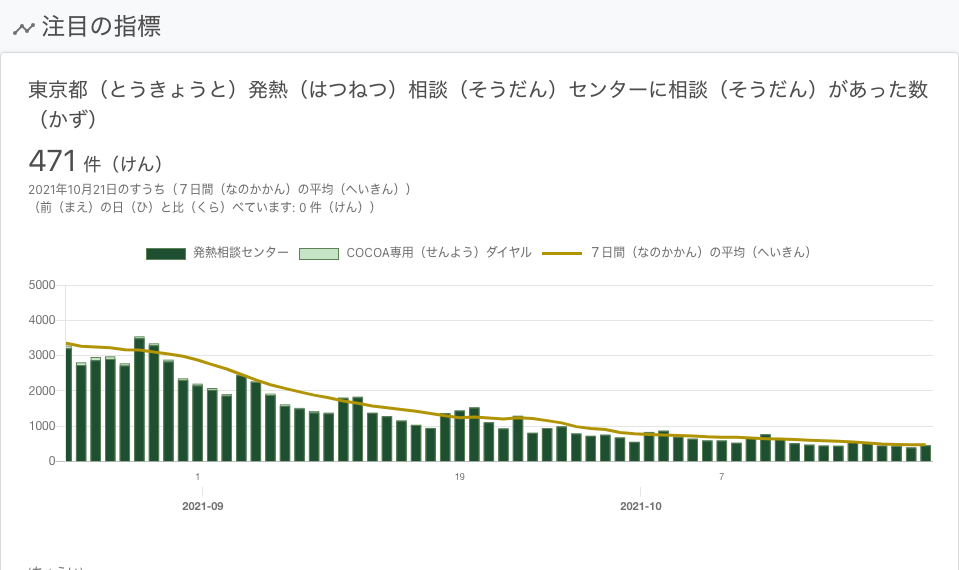 注目の指標
東京都（とうきょうと）発熱（はつねつ）相談（そうだん）センターに相談（そうだん）があった数
（かず）
471 件（けん）
2021年10月21日のすうち（７日間（なのかかん）の平均（へいきん））
（前（まえ）の日（ひ）と比（くら）べています: 0 件（けん））
発熱相談センター COCOA専用（せんよう）ダイヤル ７日間（なのかかん）の平均（へいきん）
5000
4000
3000
2000
1000
0
1 19 7
2021-09 2021-10